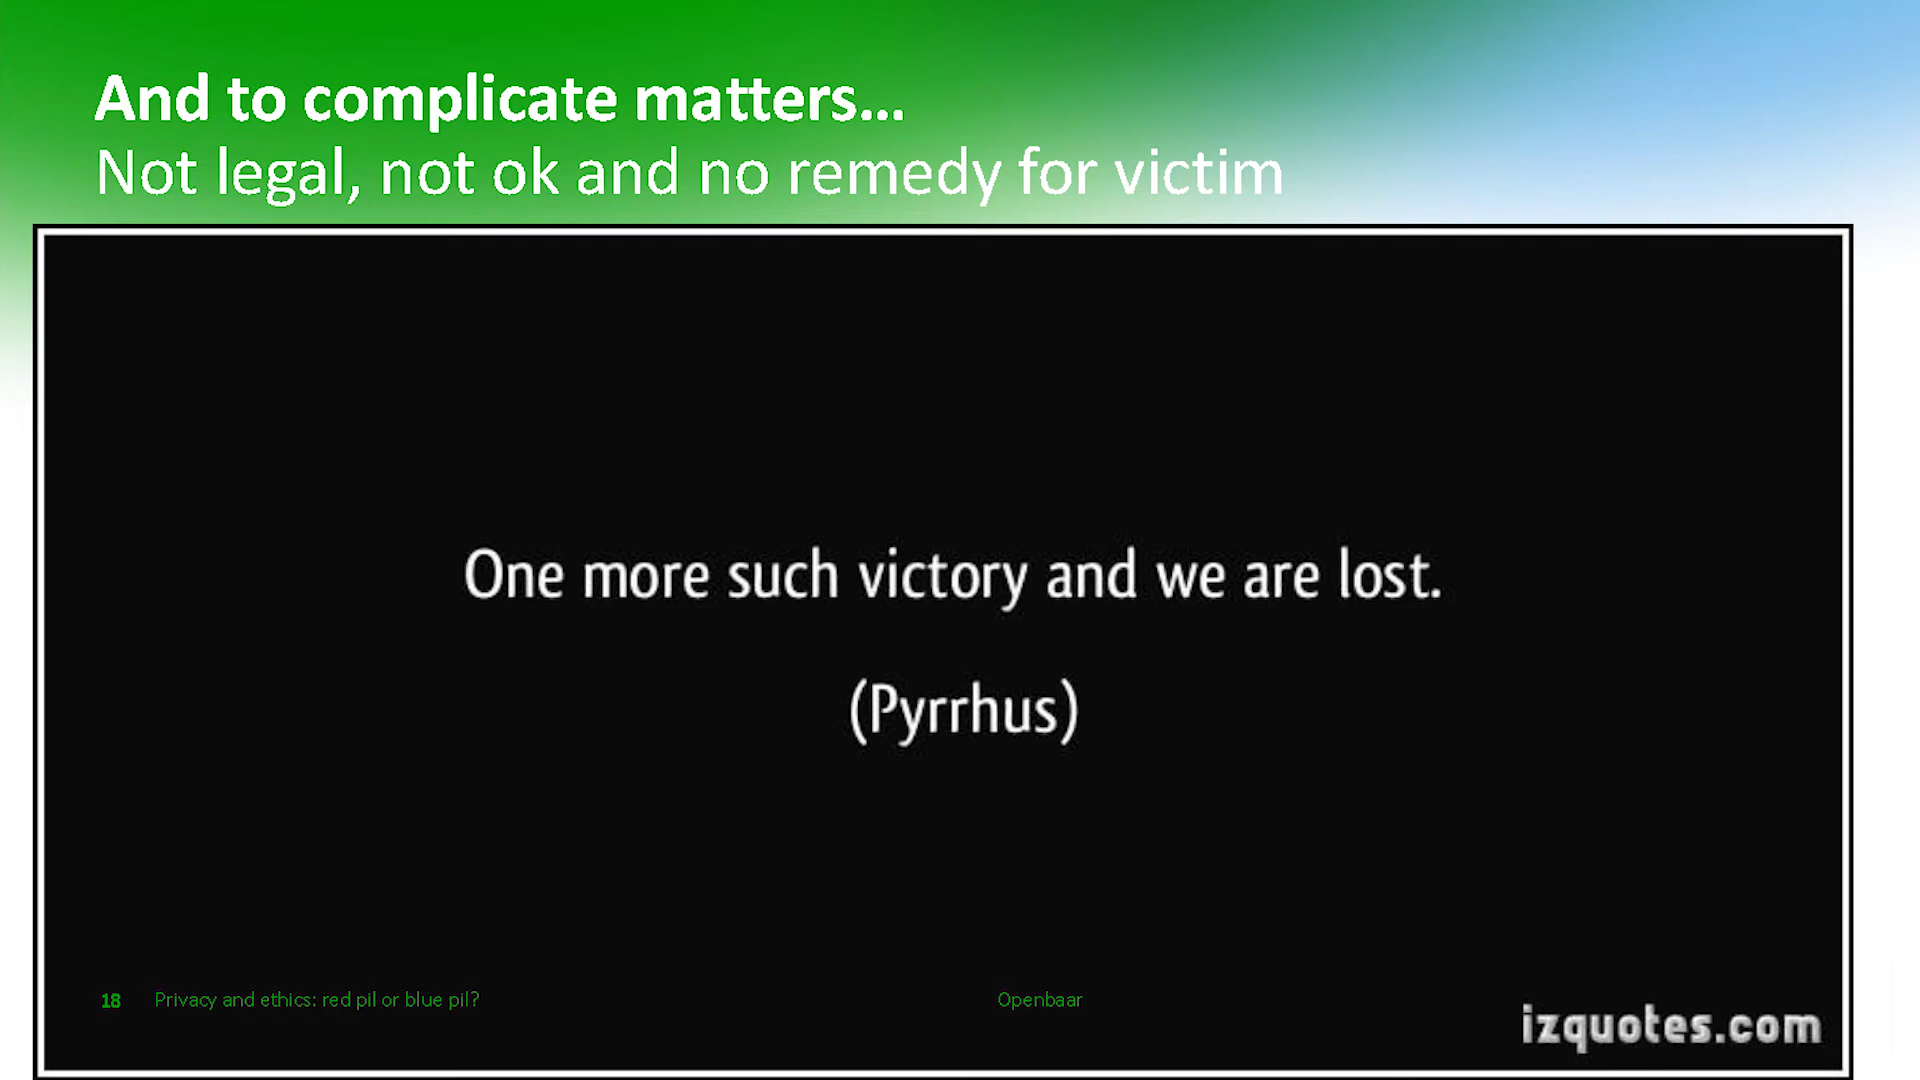 And to complicate matters...
Not legal, not ok and no remedy for victim
One more such victory and we are lost.
(Pyrrhus)
18 Privacy and ethics: red pil or blue pil? Openbaar
izquotes.com